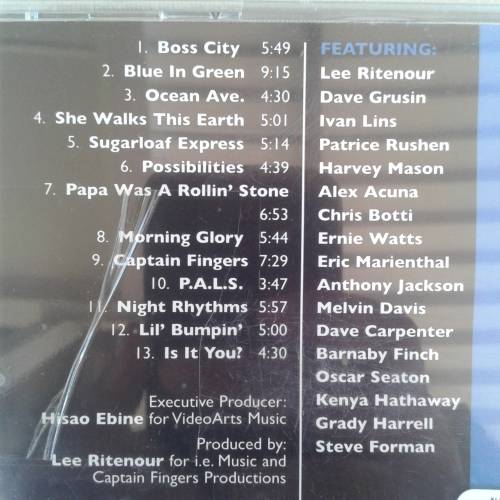 1. Boss City 5:49
2. Blue In Green 9:15
3. Ocean Ave. 4:30
4. She Walks This Earth 5:01
5. Sugarloaf Express 5:14
6. Possibilities 4:39
7. Papa Was A Rollin' Stone
6:53
8. Morning Glory 5:44
9. Captain Fingers 7:29
10. P.A.L.S. 3:47
11. Night Rhythms 5:57
12. Lil' Bumpin' 5:00
13. Is It You? 4:30
Executive Producer:
Hisao Ebine for VideoArts Music
Produced by:
Lee Ritenour for i.e. Music and
Captain Fingers Productions
FEATURING:
Lee Ritenour
Dave Grusin
Ivan Lins
Patrice Rushen
Harvey Mason
Alex Acuna
Chris Botti
Ernie Watts
Eric Marienthal
Anthony Jackson
Melvin Davis
Dave Carpenter
Barnaby Finch
Oscar Seaton
Kenya Hathaway
Grady Harrell
Steve Forman